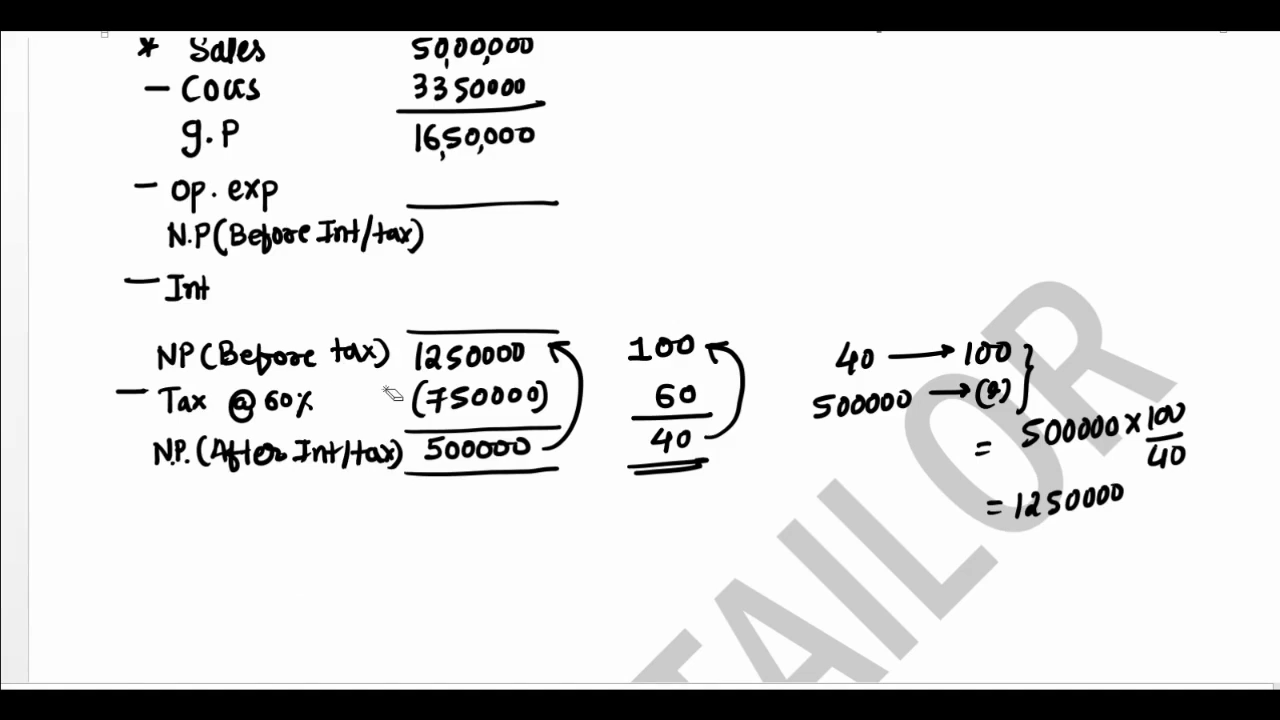 * Sales 50,00,000
- COGS 3350000
g.P 16,50,000
- Op. exp
N.P (Before Int/tax)
- Int
NP (Before tax) 1250000 100 40 → 100
- Tax @ 60% (750000) 60 500000 → (?)
N.P. (After Int/tax) 500000 40 = 500000 × 100/40
= 1250000
TAILOR